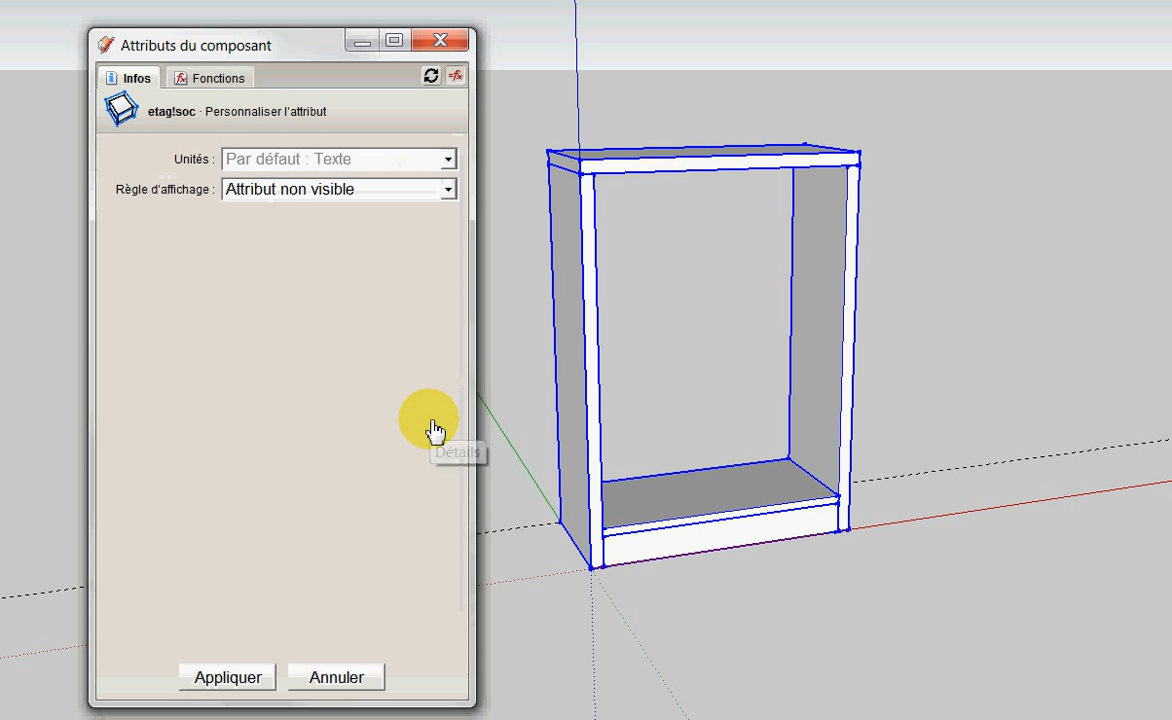 Attributs du composant
Infos
Fonctions
=fx
etag!soc · Personnaliser l'attribut
Unités : Par défaut : Texte
Règle d'affichage : Attribut non visible
Détails
Appliquer
Annuler